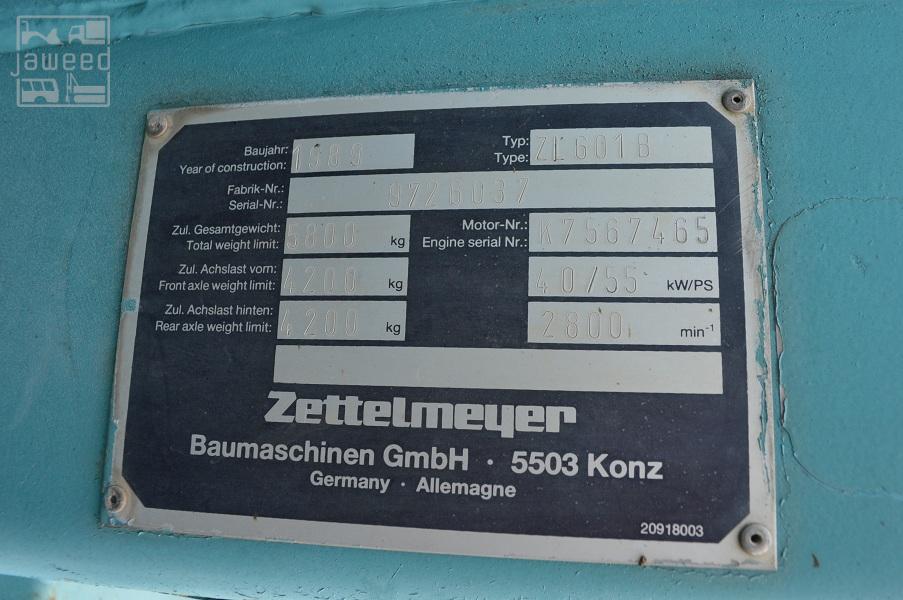 jaweed
Baujahr: 1989 Typ: ZL601B
Year of construction: Type:
Fabrik-Nr.: 9726037
Serial-Nr.:
Zul. Gesamtgewicht: 5800 kg Motor-Nr.: K7567465
Total weight limit: Engine serial Nr.:
Zul. Achslast vorn: 4200 kg 40/55 kW/PS
Front axle weight limit:
Zul. Achslast hinten: 4200 kg 2800 min⁻¹
Rear axle weight limit:
Zettelmeyer
Baumaschinen GmbH · 5503 Konz
Germany · Allemagne
20918003